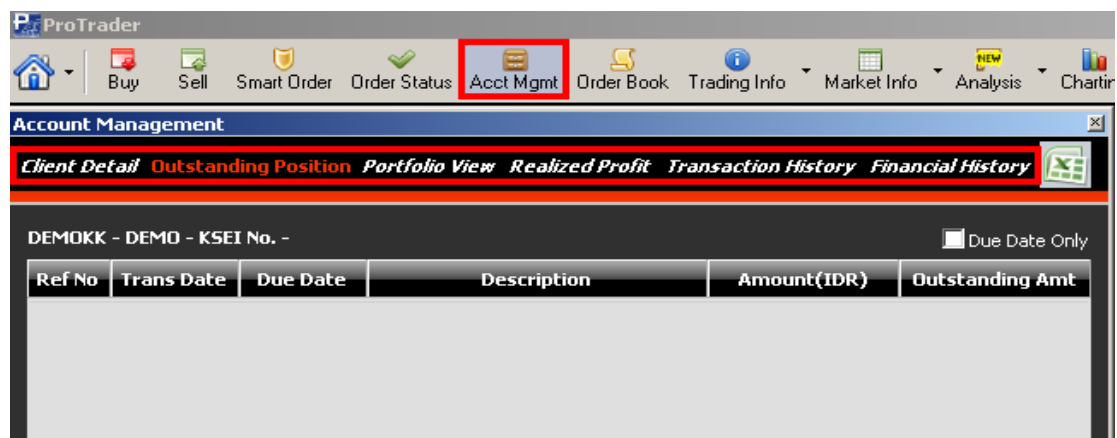 ProTrader
Buy Sell Smart Order Order Status Acct Mgmt Order Book Trading Info Market Info NEW Analysis
Account Management
Client Detail Outstanding Position Portfolio View Realized Profit Transaction History Financial History
DEMOKK - DEMO - KSEI No. - Due Date Only
Ref No Trans Date Due Date Description Amount(IDR) Outstanding Amt